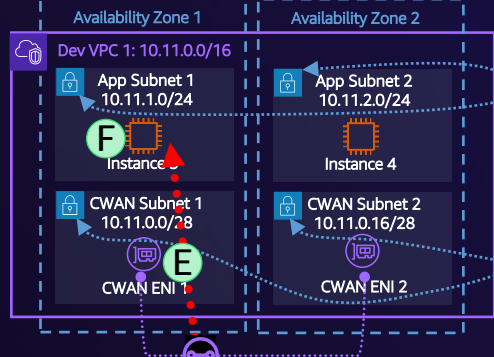 Availability Zone 1
Availability Zone 2
Dev VPC 1: 10.11.0.0/16
App Subnet 1
10.11.1.0/24
F
Instance
App Subnet 2
10.11.2.0/24
Instance 4
CWAN Subnet 1
10.11.0.0/28
E
CWAN ENI 1
CWAN Subnet 2
10.11.0.16/28
CWAN ENI 2